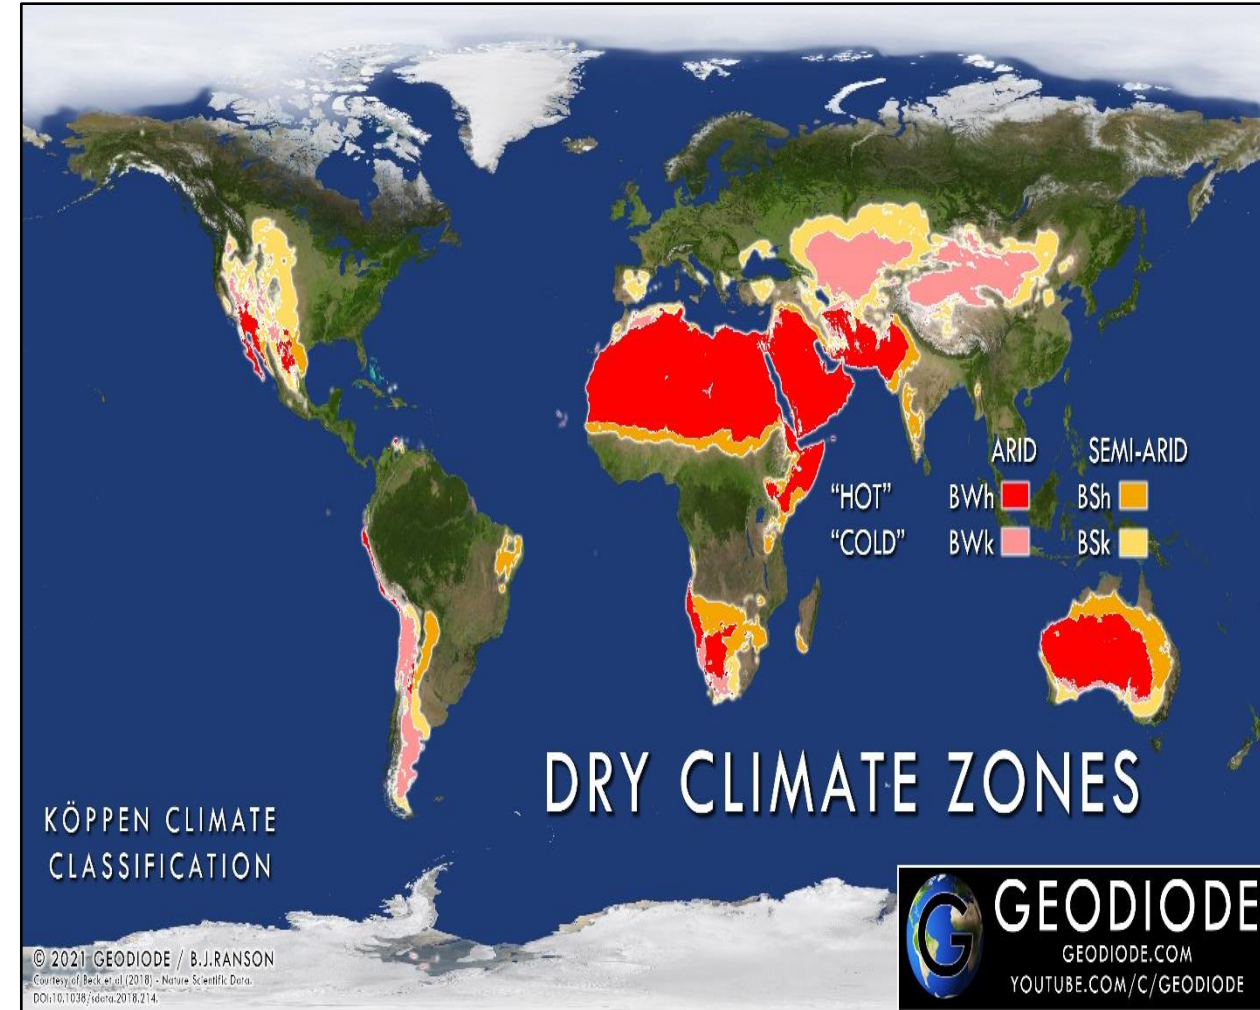 ARID SEMI-ARID
"HOT" BWh BSh
"COLD" BWk BSk
DRY CLIMATE ZONES
KÖPPEN CLIMATE
CLASSIFICATION
© 2021 GEODIODE / B.J.RANSON
Courtesy of Beck et al (2018) - Nature Scientific Data.
DOI:10.1038/sdata.2018.214.
G
GEODIODE
GEODIODE.COM
YOUTUBE.COM/C/GEODIODE